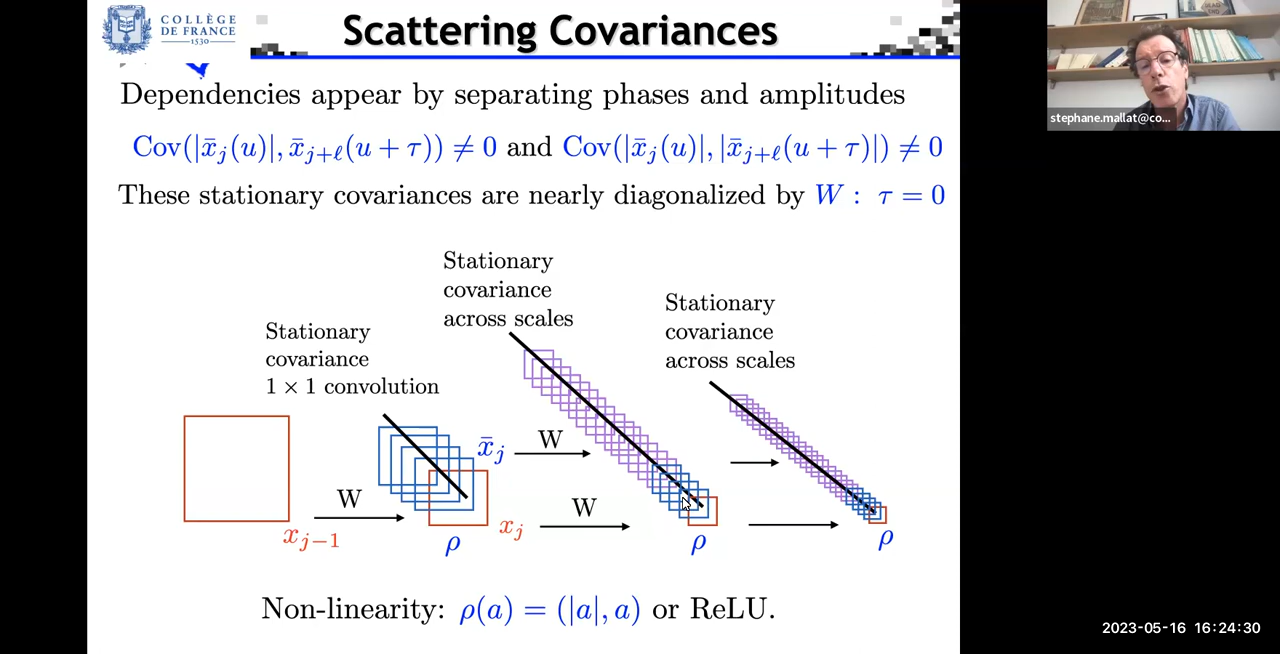 COLLÈGE
DE FRANCE
1530
Scattering Covariances
Dependencies appear by separating phases and amplitudes
Cov(|x̄_j(u)|, x̄_{j+ℓ}(u + τ)) ≠ 0 and Cov(|x̄_j(u)|, |x̄_{j+ℓ}(u + τ)|) ≠ 0
These stationary covariances are nearly diagonalized by W : τ = 0
Stationary
covariance
across scales
Stationary
covariance
across scales
Stationary
covariance
1 × 1 convolution
x̄_j
W
W
W
x_{j−1}
x_j
ρ
ρ
ρ
Non-linearity: ρ(a) = (|a|, a) or ReLU.
stephane.mallat@co...
2023-05-16 16:24:30